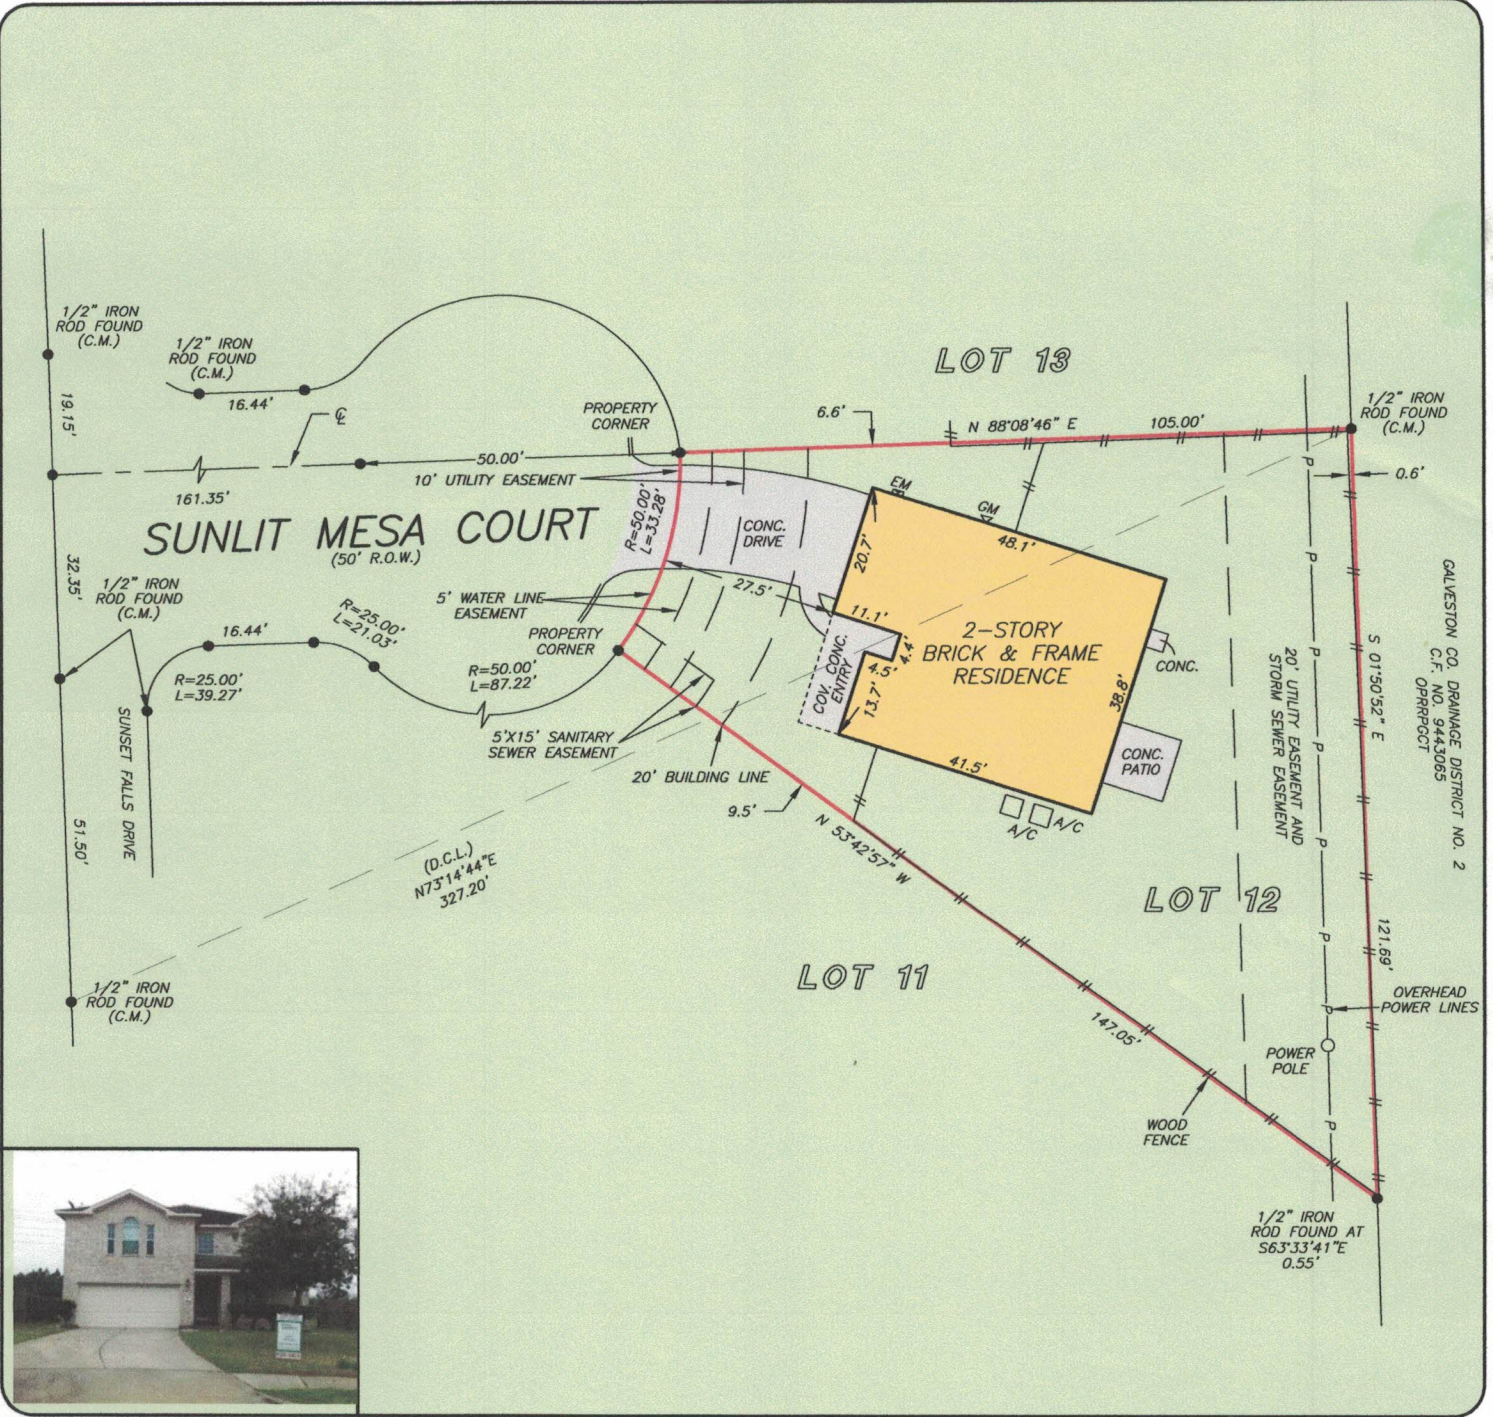 LOT 13
1/2" IRON
ROD FOUND
(C.M.)
1/2" IRON
ROD FOUND
(C.M.)
19.15'
16.44'
℄
PROPERTY
CORNER
6.6'
N 88°08'46" E
105.00'
1/2" IRON
ROD FOUND
(C.M.)
50.00'
10' UTILITY EASEMENT
0.6'
161.35'
SUNLIT MESA COURT
(50' R.O.W.)
R=50.00'
L=33.28'
CONC.
DRIVE
EM
GM
48.1'
20.7'
27.5'
11.1'
32.35'
1/2" IRON
ROD FOUND
(C.M.)
16.44'
R=25.00'
L=21.03'
5' WATER LINE
EASEMENT
PROPERTY
CORNER
R=25.00'
L=39.27'
R=50.00'
L=87.22'
5'X15' SANITARY
SEWER EASEMENT
20' BUILDING LINE
9.5'
COV. CONC.
ENTRY
4.4'
4.5'
13.7'
2-STORY
BRICK & FRAME
RESIDENCE
38.8'
CONC.
CONC.
PATIO
41.5'
A/C
A/C
20' UTILITY EASEMENT AND
STORM SEWER EASEMENT
S 01°50'52" E
121.69'
GALVESTON CO. DRAINAGE DISTRICT NO. 2
C.F. NO. 9443065
OPRRPGCT
P
P
P
P
P
P
P
P
SUNSET FALLS DRIVE
51.50'
(D.C.L.)
N73°14'44"E
327.20'
N 53°42'57" W
147.05'
LOT 12
LOT 11
1/2" IRON
ROD FOUND
(C.M.)
OVERHEAD
POWER LINES
POWER
POLE
WOOD
FENCE
1/2" IRON
ROD FOUND AT
S63°33'41"E
0.55'